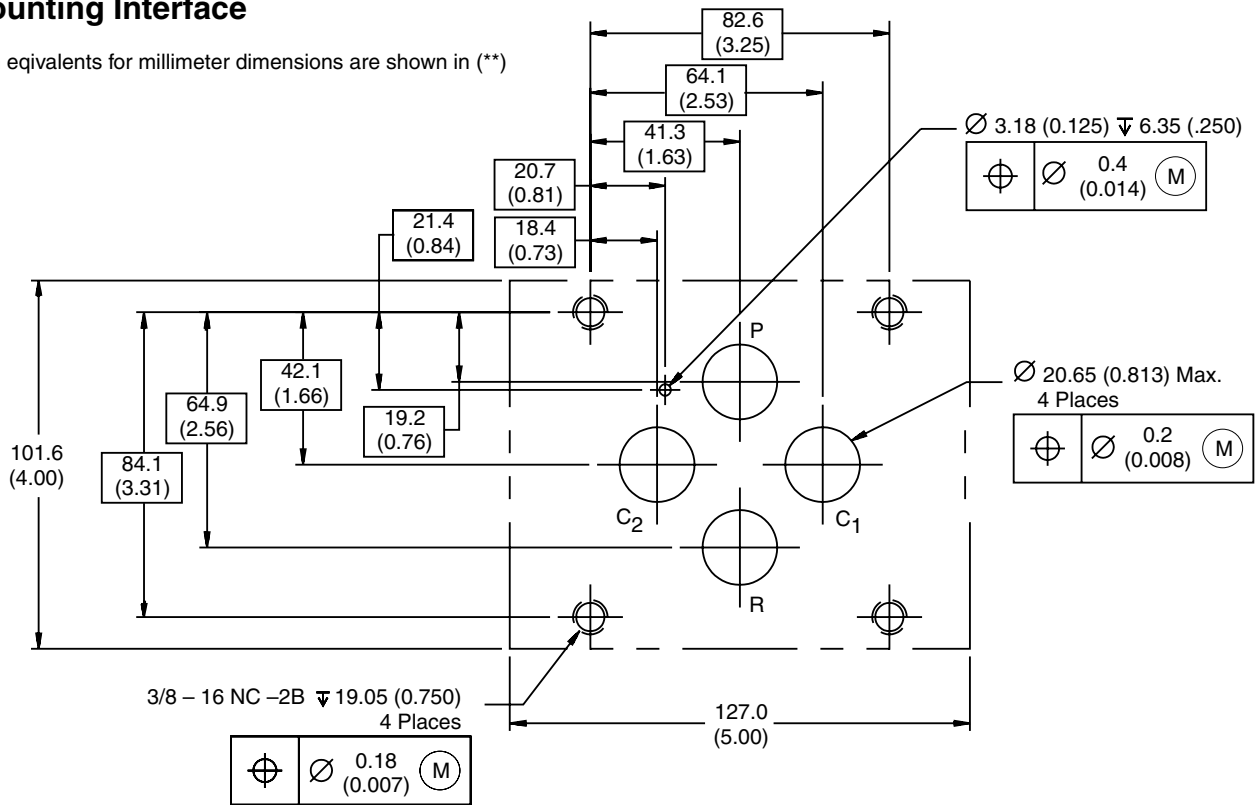 ounting Interface
eqivalents for millimeter dimensions are shown in (**)
82.6
(3.25)
64.1
(2.53)
41.3
(1.63)
20.7
(0.81)
18.4
(0.73)
21.4
(0.84)
⌀ 3.18 (0.125) ↧ 6.35 (.250)
⌖ ⌀ 0.4
(0.014) Ⓜ
P
42.1
(1.66)
64.9
(2.56)
19.2
(0.76)
101.6
(4.00)
84.1
(3.31)
⌀ 20.65 (0.813) Max.
4 Places
⌖ ⌀ 0.2
(0.008) Ⓜ
C2
C1
R
3/8 – 16 NC –2B ↧ 19.05 (0.750)
4 Places
⌖ ⌀ 0.18
(0.007) Ⓜ
127.0
(5.00)